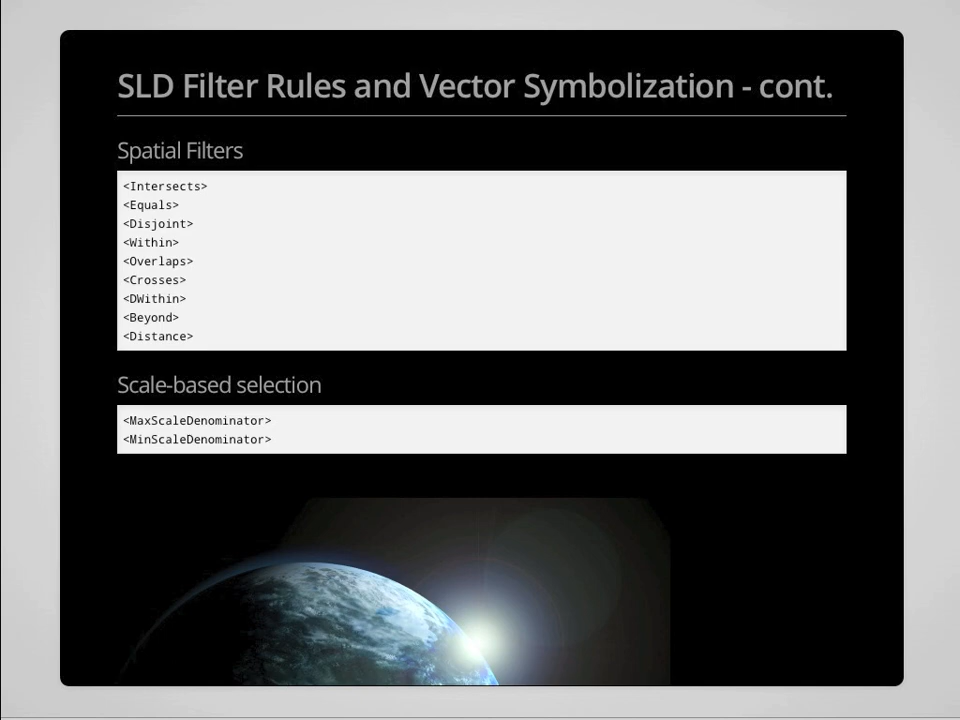 SLD Filter Rules and Vector Symbolization - cont.
Spatial Filters
<Intersects>
<Equals>
<Disjoint>
<Within>
<Overlaps>
<Crosses>
<DWithin>
<Beyond>
<Distance>
Scale-based selection
<MaxScaleDenominator>
<MinScaleDenominator>